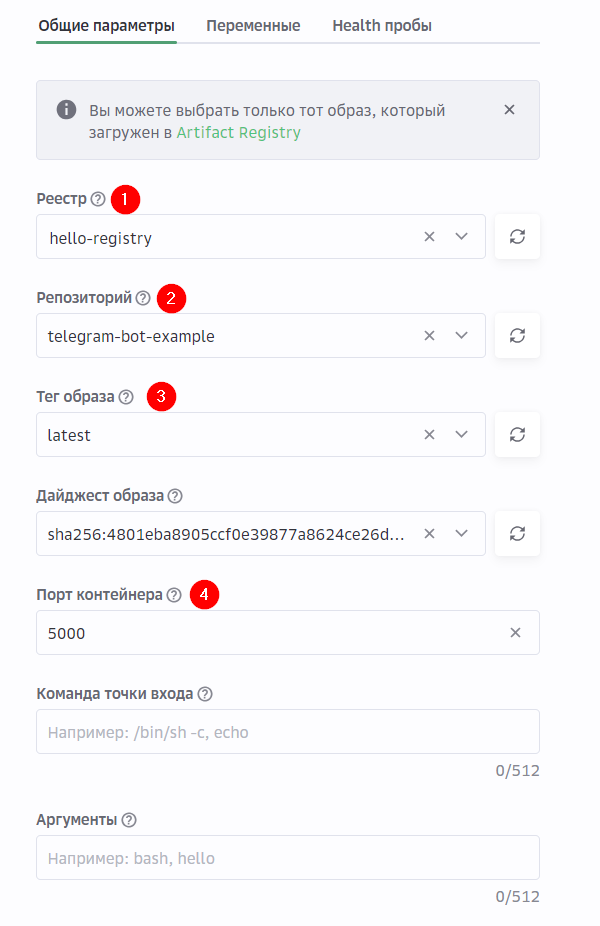 Общие параметры Переменные Health пробы
Вы можете выбрать только тот образ, который
загружен в Artifact Registry
Реестр 1
hello-registry
Репозиторий 2
telegram-bot-example
Тег образа 3
latest
Дайджест образа
sha256:4801eba8905ccf0e39877a8624ce26d...
Порт контейнера 4
5000
Команда точки входа
Например: /bin/sh -c, echo
0/512
Аргументы
Например: bash, hello
0/512